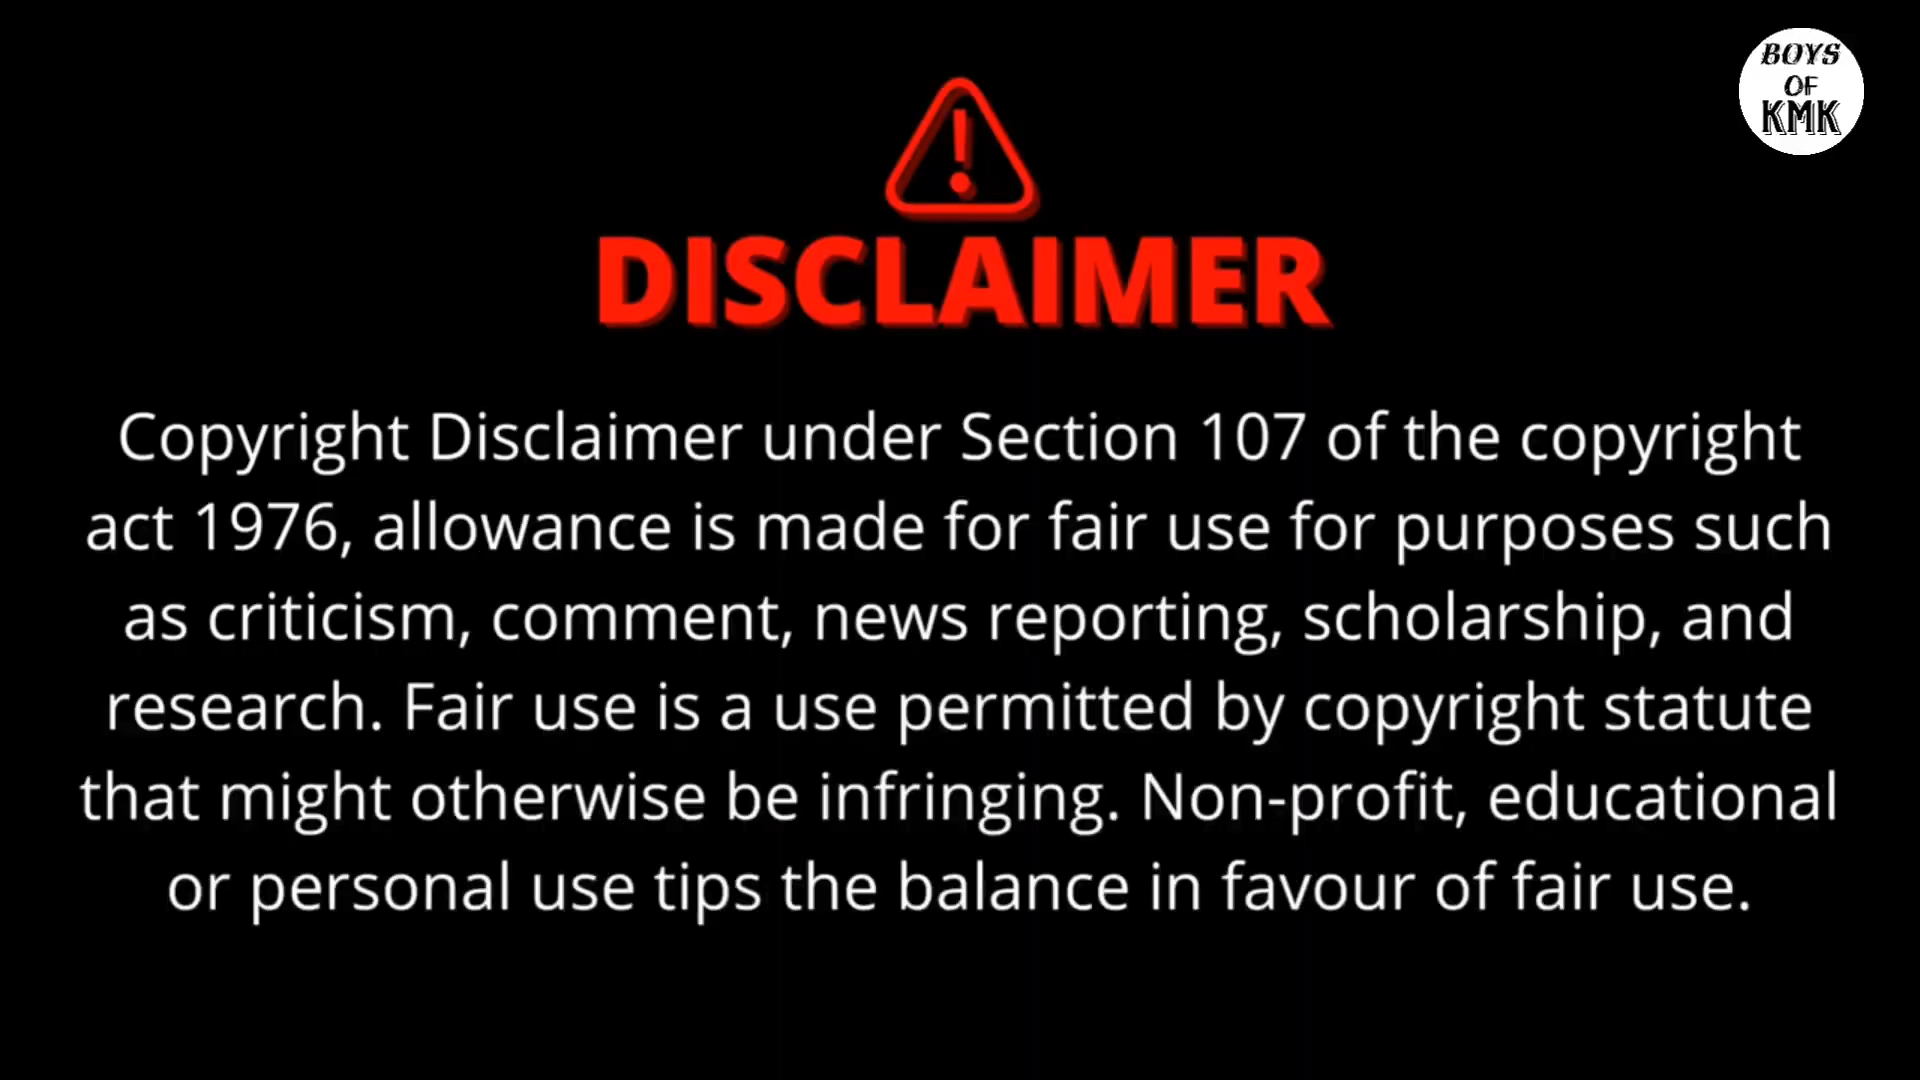 BOYS
OF
KMK
DISCLAIMER
Copyright Disclaimer under Section 107 of the copyright
act 1976, allowance is made for fair use for purposes such
as criticism, comment, news reporting, scholarship, and
research. Fair use is a use permitted by copyright statute
that might otherwise be infringing. Non-profit, educational
or personal use tips the balance in favour of fair use.